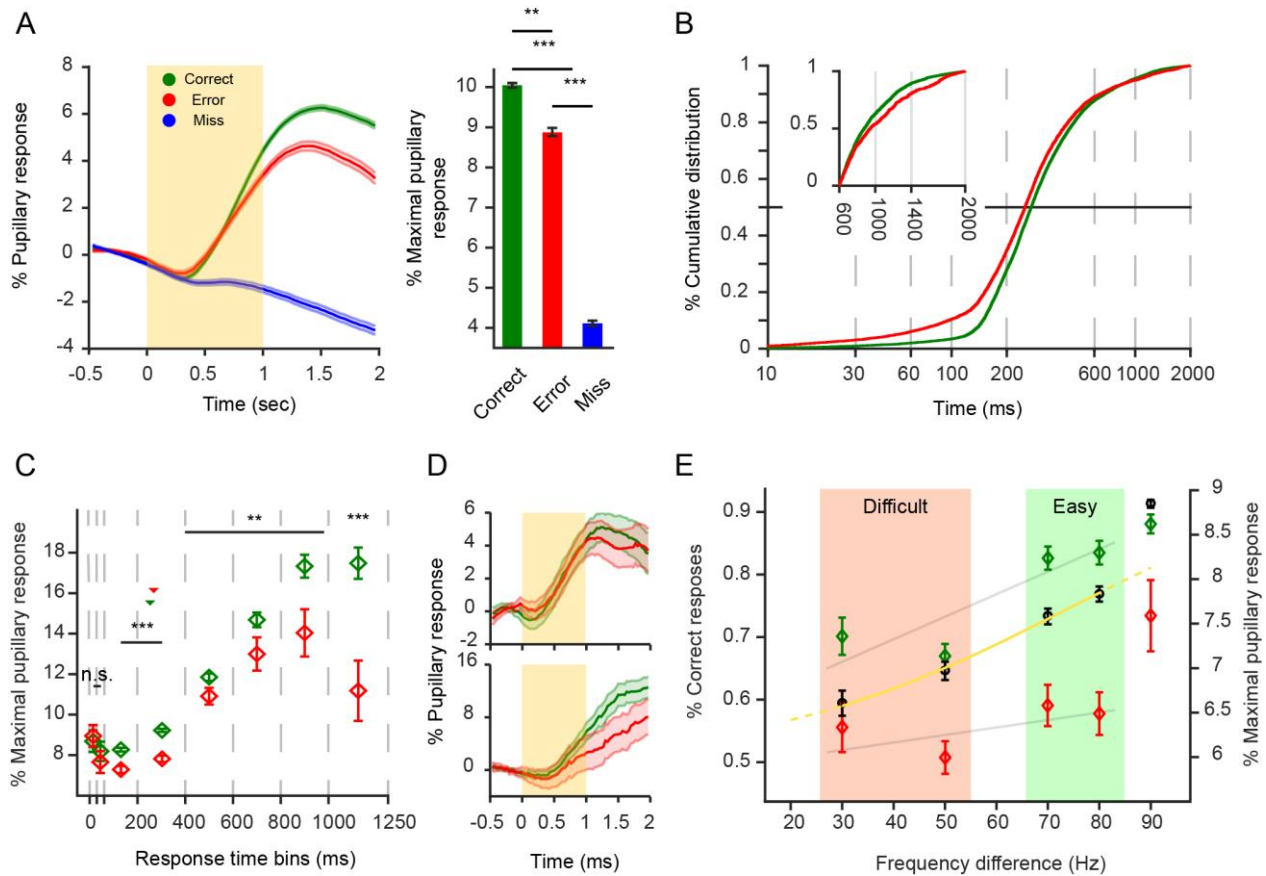 A
% Pupillary response
8
6
4
2
0
-2
-4
-0.5 0 0.5 1 1.5 2
Time (sec)
Correct
Error
Miss
% Maximal pupillary
response
10
9
8
7
6
5
4
**
***
***
Correct Error Miss
B
% Cumulative distribution
1
0.8
0.6
0.4
0.2
0
10 30 60 100 200 600 1000 2000
Time (ms)
1
0.5
0
600 1000 1400 2000
C
% Maximal pupillary response
18
16
14
12
10
8
n.s.
***
**
***
0 200 400 600 800 1000 1250
Response time bins (ms)
D
% Pupillary response
6
4
2
0
-2
16
8
0
-0.5 0 0.5 1 1.5 2
Time (ms)
E
% Correct resposes
0.9
0.8
0.7
0.6
0.5
Difficult
Easy
20 30 40 50 60 70 80 90
Frequency difference (Hz)
9
8.5
8
7.5
7
6.5
6
% Maximal pupillary response